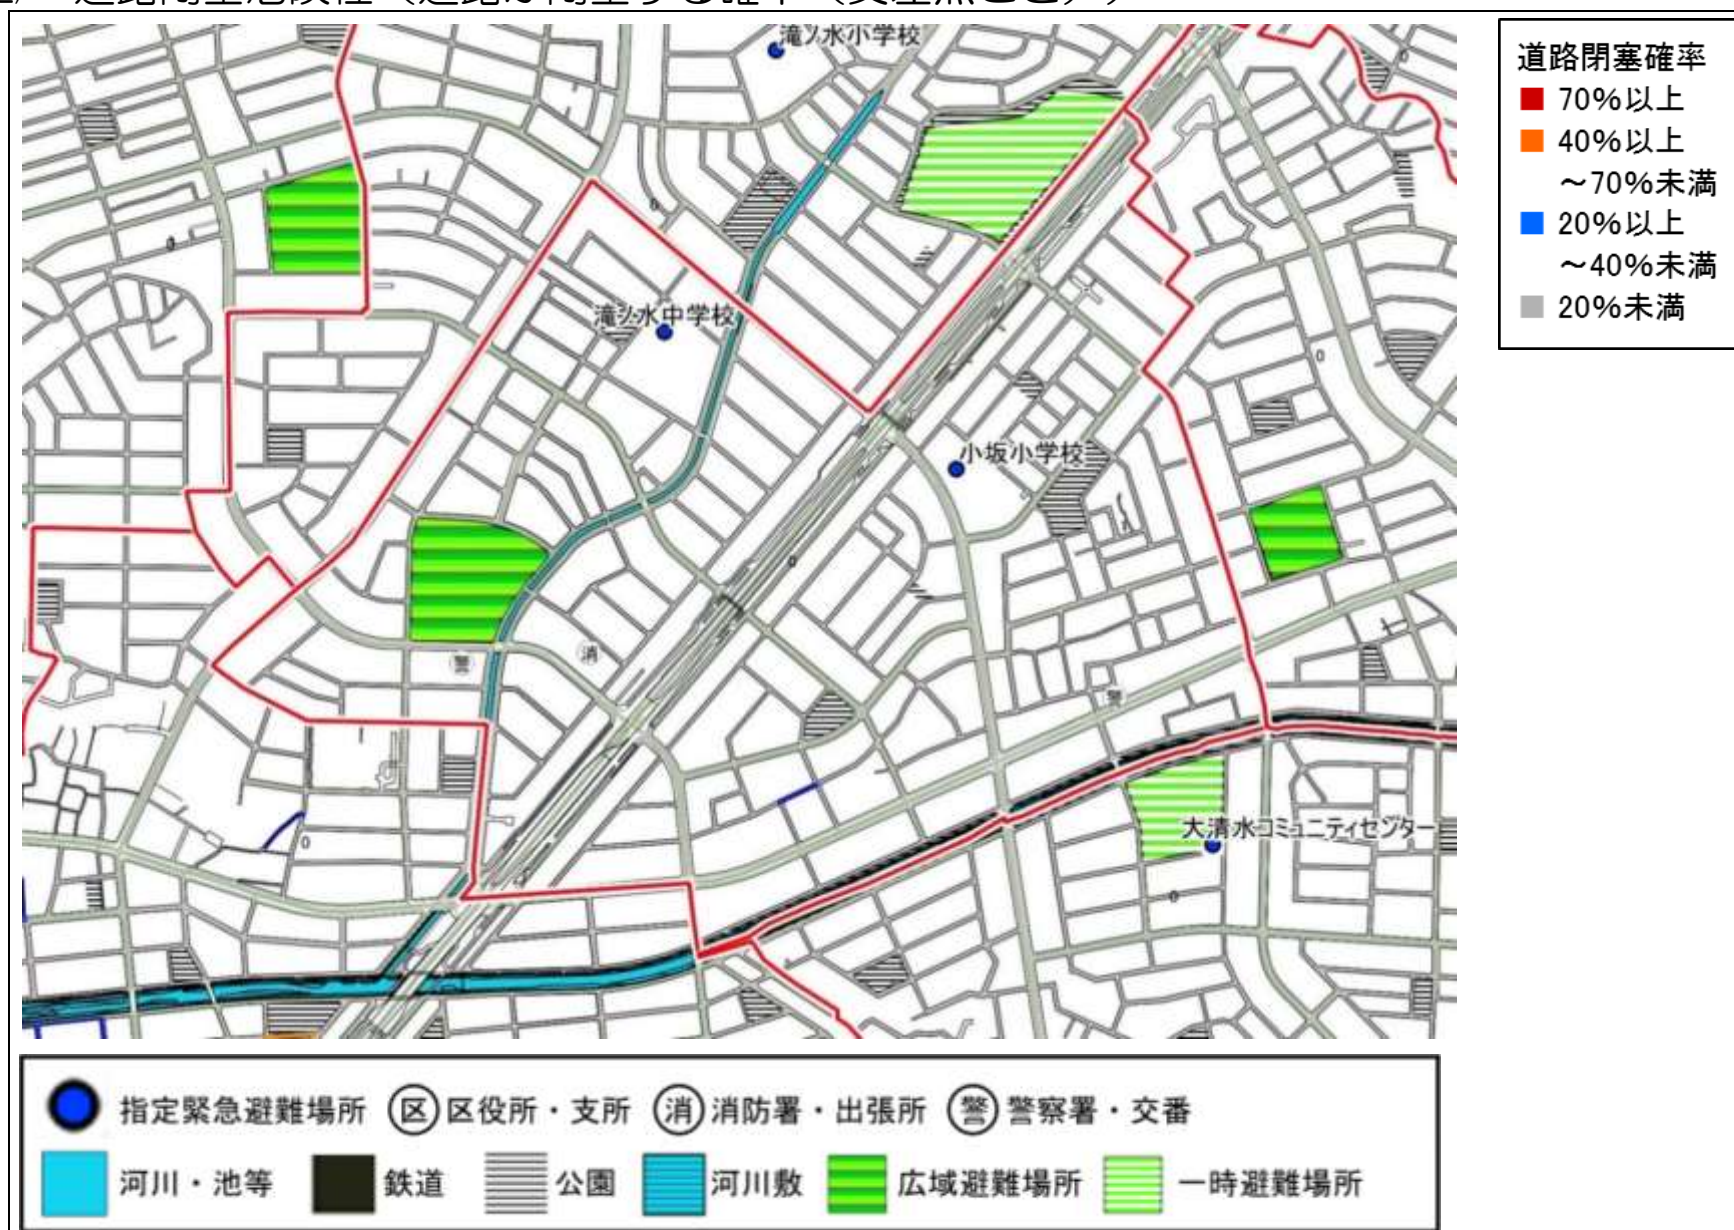 滝ノ水小学校
滝ノ水中学校
小坂小学校
大清水コミュニティセンター
消
警
警
道路閉塞確率
70%以上
40%以上
～70%未満
20%以上
～40%未満
20%未満
指定緊急避難場所 区 区役所・支所 消 消防署・出張所 警 警察署・交番
河川・池等 鉄道 公園 河川敷 広域避難場所 一時避難場所